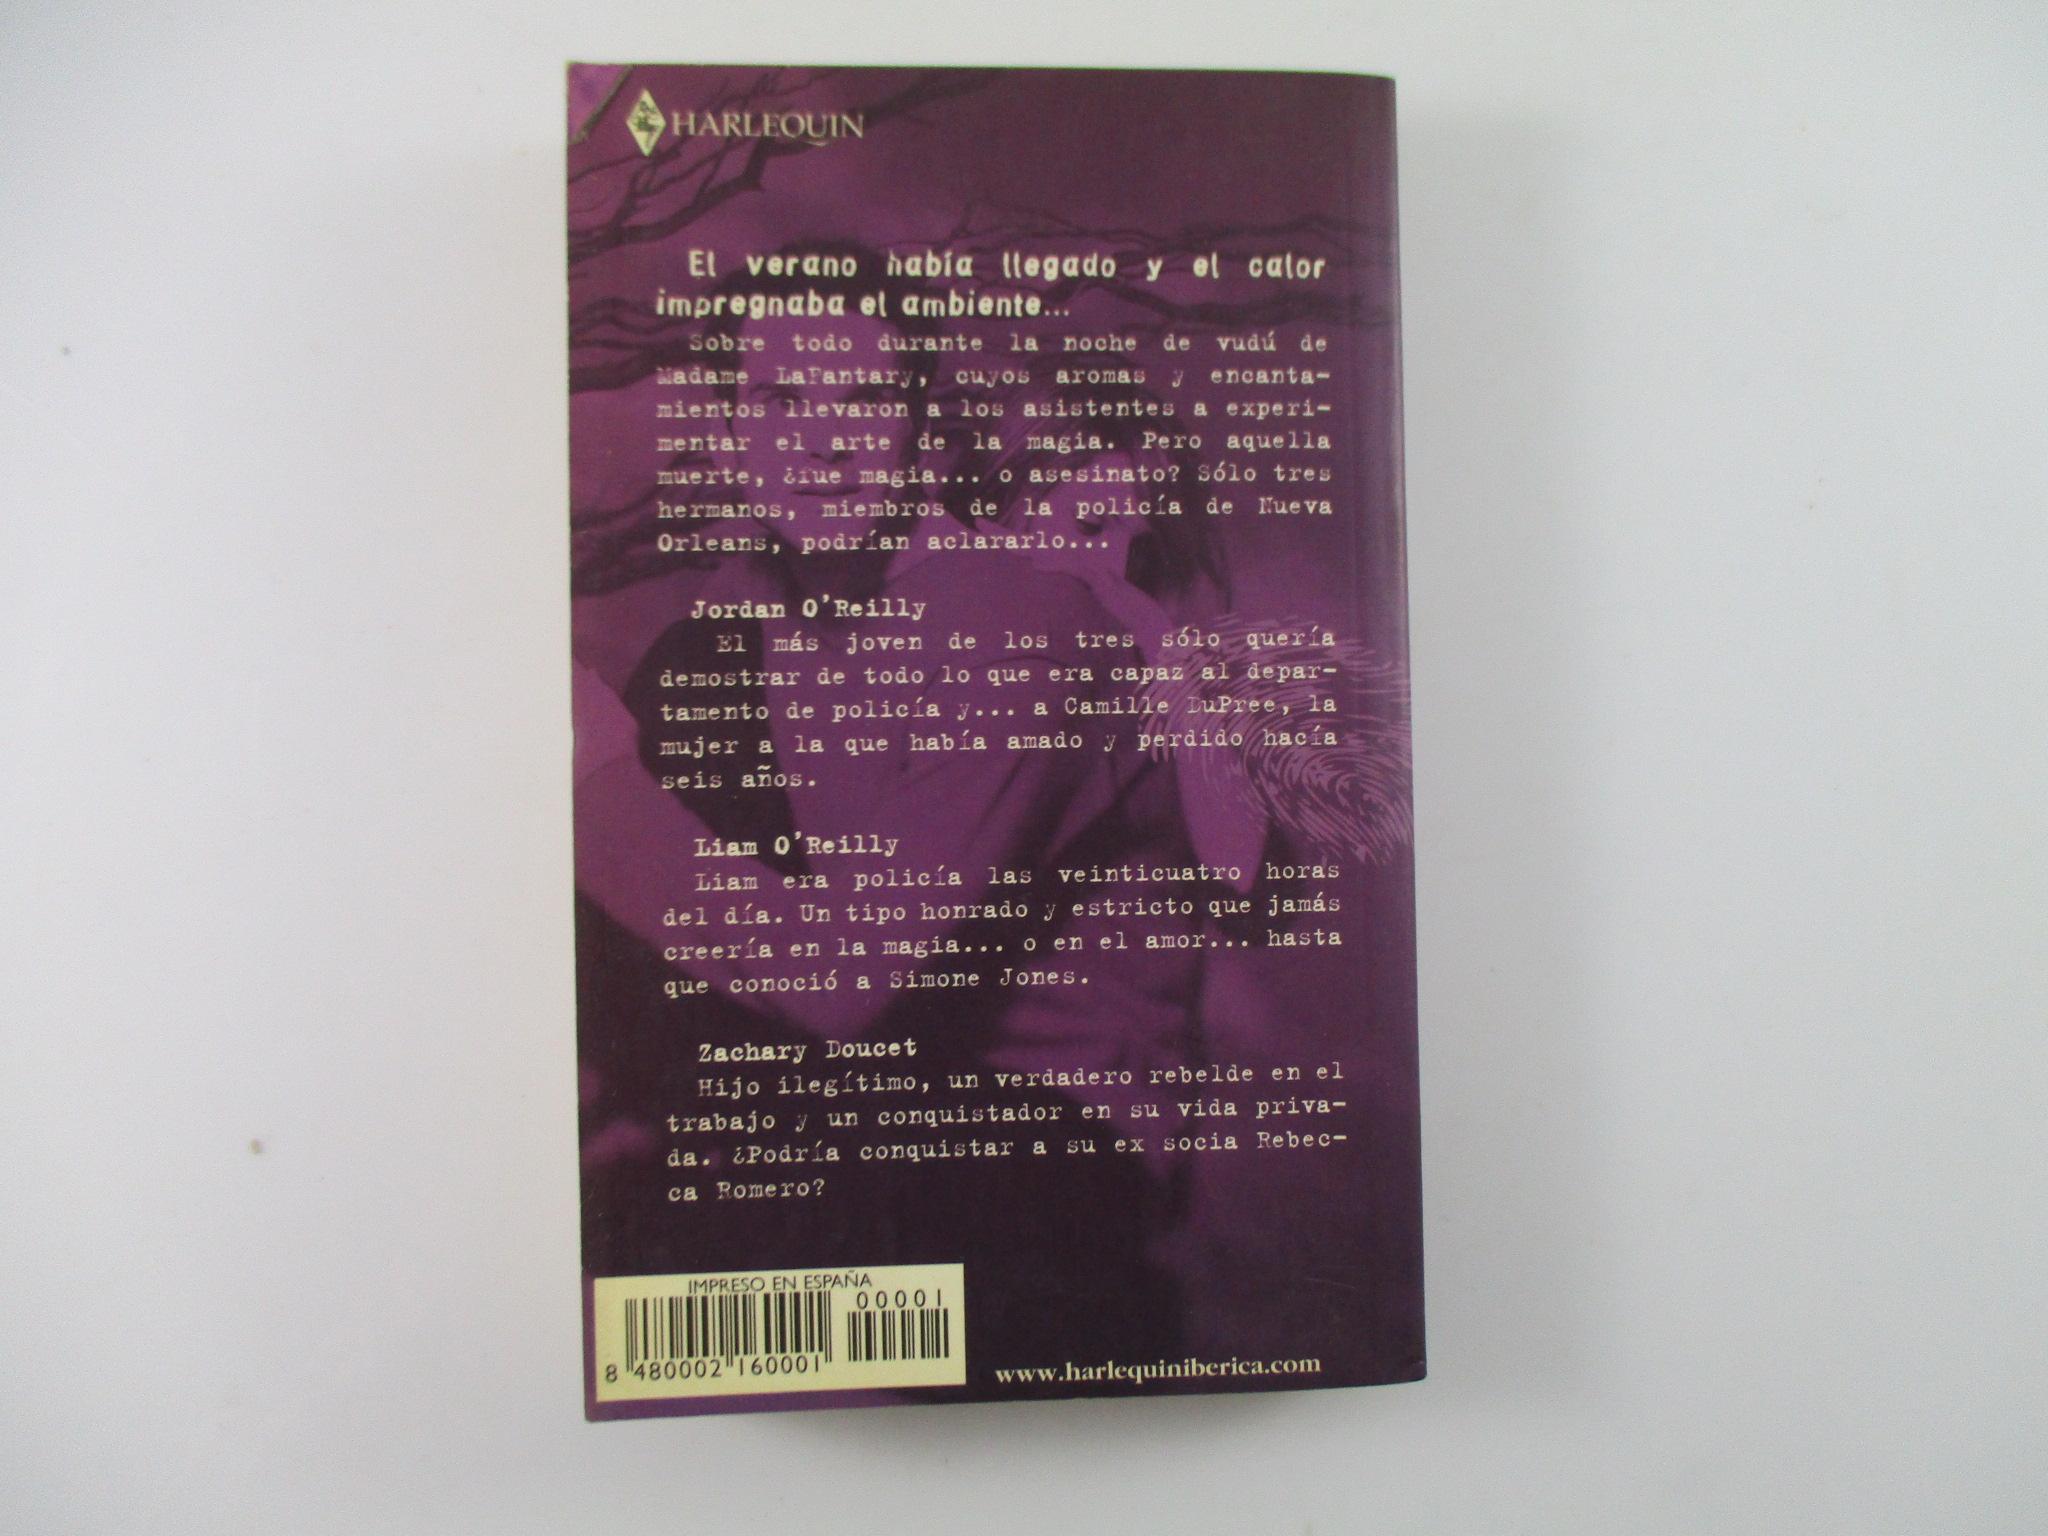 HARLEQUIN
El verano había llegado y el calor
impregnaba el ambiente...
Sobre todo durante la noche de vudú de
Madame LaFantary, cuyos aromas y encanta-
mientos llevaron a los asistentes a experi-
mentar el arte de la magia. Pero aquella
muerte, ¿fue magia... o asesinato? Sólo tres
hermanos, miembros de la policía de Nueva
Orleans, podrían aclararlo...
Jordan O'Reilly
El más joven de los tres sólo quería
demostrar de todo lo que era capaz al depar-
tamento de policía y... a Camille DuPree, la
mujer a la que había amado y perdido hacía
seis años.
Liam O'Reilly
Liam era policía las veinticuatro horas
del día. Un tipo honrado y estricto que jamás
creería en la magia... o en el amor... hasta
que conoció a Simone Jones.
Zachary Doucet
Hijo ilegítimo, un verdadero rebelde en el
trabajo y un conquistador en su vida priva-
da. ¿Podría conquistar a su ex socia Rebec-
ca Romero?
IMPRESO EN ESPAÑA
00001
8 480002 160001
www.harlequiniberica.com